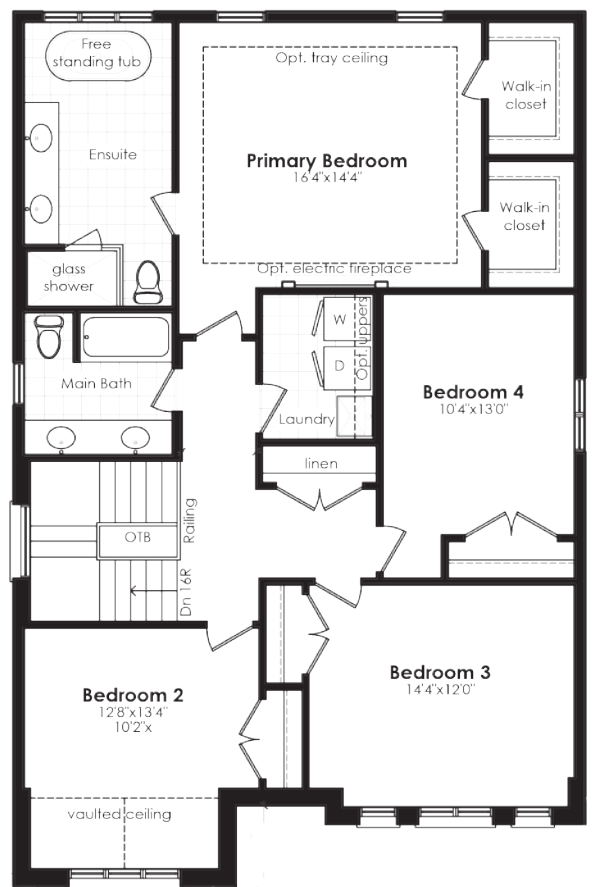 Free
standing tub
Opt. tray ceiling
Walk-in
closet
Ensuite
Primary Bedroom
16'4"x14'4"
Walk-in
closet
glass
shower
Opt. electric fireplace
W
D
Opt. uppers
Main Bath
Laundry
Bedroom 4
10'4"x13'0"
linen
Railing
OTB
Dn 16R
Bedroom 3
14'4"x12'0"
Bedroom 2
12'8"x13'4"
10'2"x
vaulted ceiling